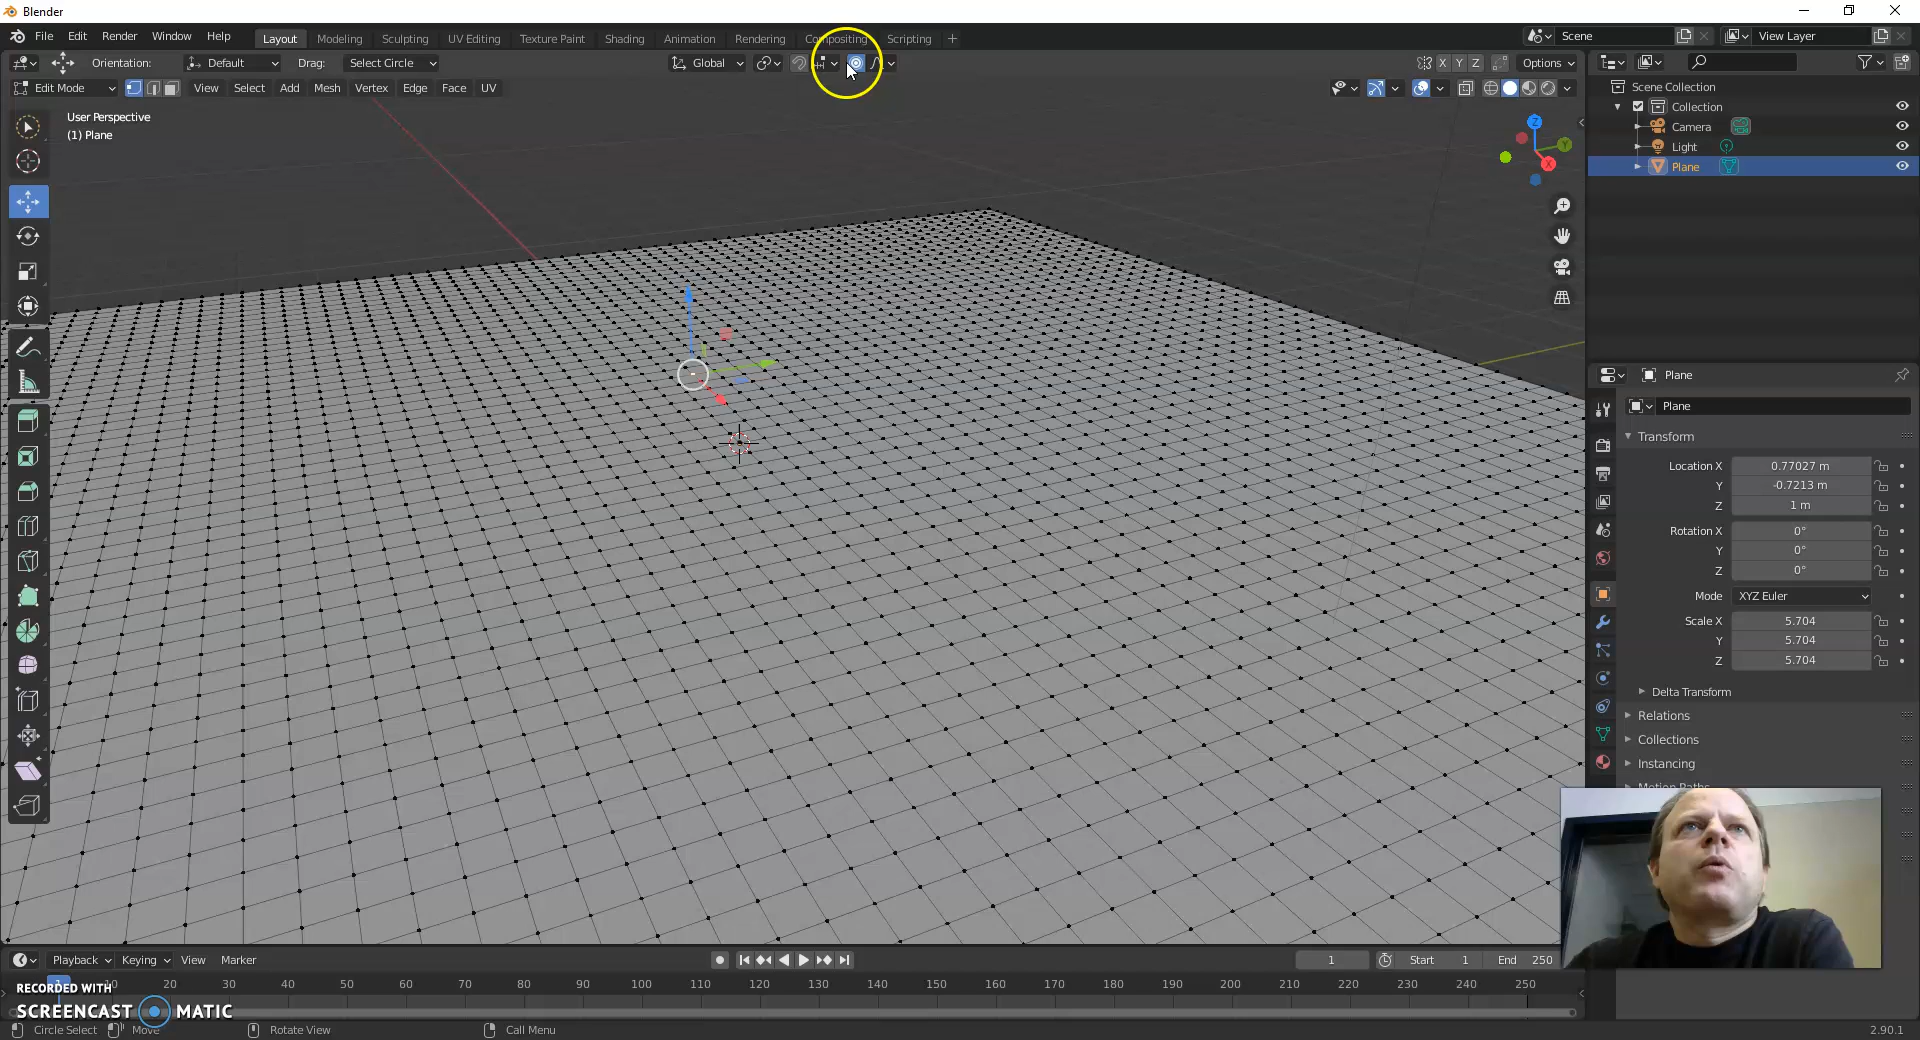 Blender
File Edit Render Window Help Layout Modeling Sculpting UV Editing Texture Paint Shading Animation Rendering Compositing Scripting + Scene View Layer
Orientation: Default Drag: Select Circle Global X Y Z Options
Edit Mode View Select Add Mesh Vertex Edge Face UV
User Perspective
(1) Plane
Z
Y
X
Scene Collection
Collection
Camera
Light
Plane
Plane
Plane
Transform
Location X 0.77027 m
Y -0.7213 m
Z 1 m
Rotation X 0°
Y 0°
Z 0°
Mode XYZ Euler
Scale X 5.704
Y 5.704
Z 5.704
Delta Transform
Relations
Collections
Instancing
Motion Paths
Playback Keying View Marker 1 Start 1 End 250
1 10 20 30 40 50 60 70 80 90 100 110 120 130 140 150 160 170 180 190 200 210 220 230 240 250
RECORDED WITH
SCREENCAST MATIC
Circle Select Move Rotate View Call Menu 2.90.1